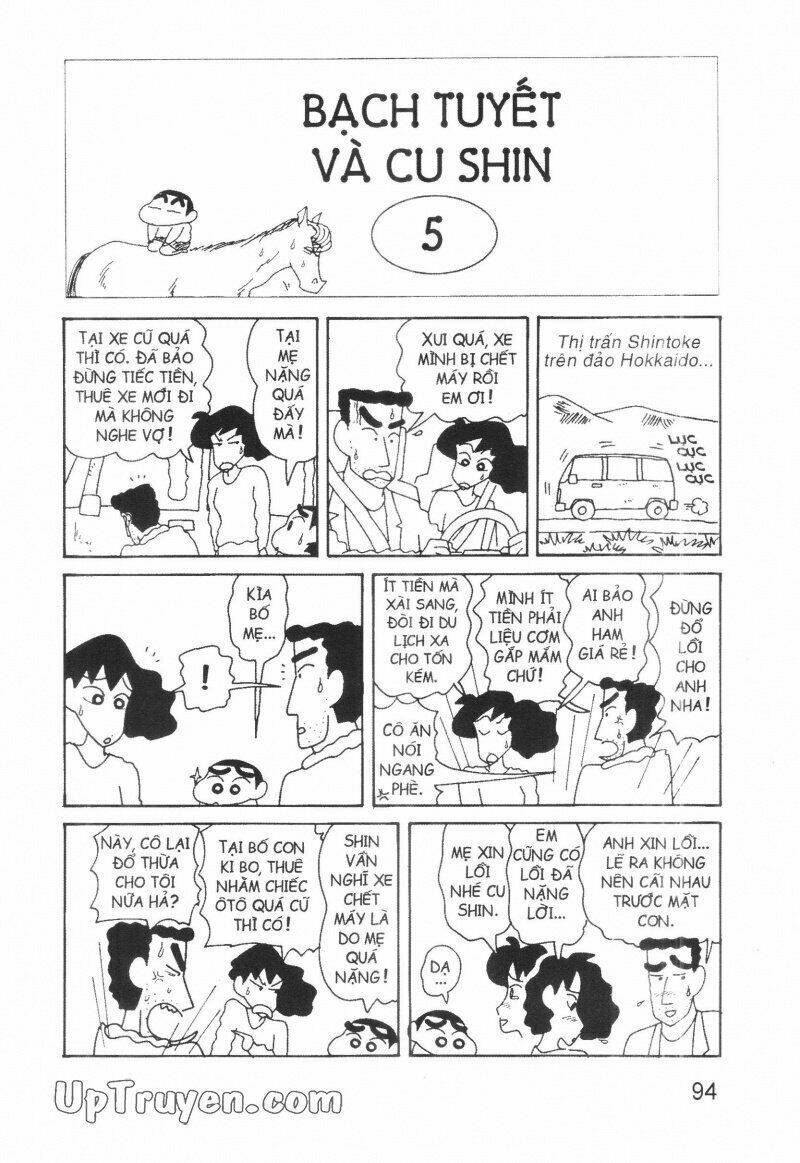 BẠCH TUYẾT
VÀ CU SHIN
5
Thị trấn Shintoke
trên đảo Hokkaido...
LỤC
CỤC
LỤC
CỤC
XUI QUÁ, XE
MÌNH BỊ CHẾT
MÁY RỒI
EM ƠI!
TẠI
MẸ
NẶNG
QUÁ
ĐẤY
MÀ!
TẠI XE CŨ QUÁ
THÌ CÓ. ĐÃ BẢO
ĐỪNG TIẾC TIỀN,
THUÊ XE MỚI ĐI
MÀ KHÔNG
NGHE VỢ!
ĐỪNG
ĐỔ
LỖI
CHO
ANH
NHA!
AI BẢO
ANH
HAM
GIÁ RẺ!
MÌNH ÍT
TIỀN PHẢI
LIỆU CƠM
GẮP MẮM
CHỨ!
ÍT TIỀN MÀ
XÀI SANG,
ĐÒI ĐI DU
LỊCH XA
CHO TỐN
KÉM.
CÔ ĂN
NÓI
NGANG
PHÈ.
KÌA
BỐ
MẸ...
!
ANH XIN LỖI...
LẼ RA KHÔNG
NÊN CÃI NHAU
TRƯỚC MẶT
CON.
EM
CŨNG CÓ
LỖI ĐÃ
NẶNG
LỜI...
MẸ XIN
LỖI
NHÉ CU
SHIN.
DẠ
...
SHIN
VẪN
NGHĨ XE
CHẾT
MÁY LÀ
DO MẸ
QUÁ
NẶNG!
TẠI BỐ CON
KI BO, THUÊ
NHẰM CHIẾC
ÔTÔ QUÁ CŨ
THÌ CÓ!
NÀY, CÔ LẠI
ĐỔ THỪA
CHO TÔI
NỮA HẢ?
UpTruyen.com
94